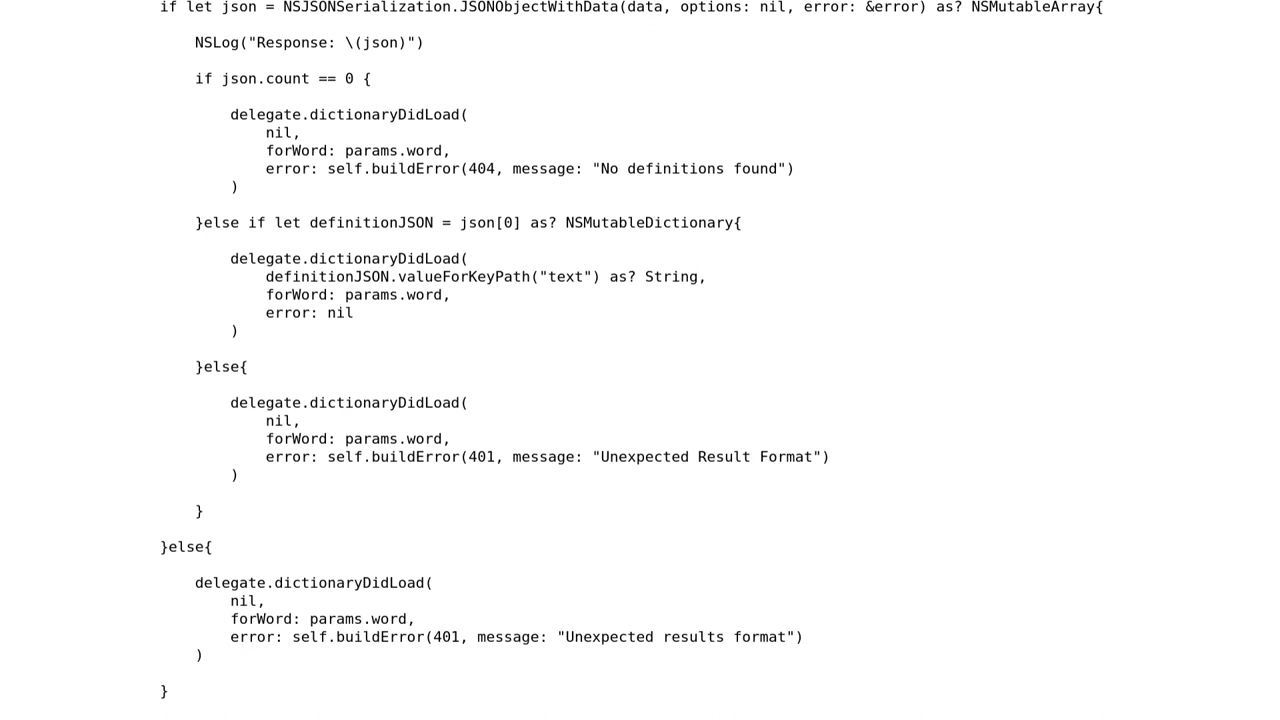 if let json = NSJSONSerialization.JSONObjectWithData(data, options: nil, error: &error) as? NSMutableArray{
NSLog("Response: \(json)")
if json.count == 0 {
delegate.dictionaryDidLoad(
nil,
forWord: params.word,
error: self.buildError(404, message: "No definitions found")
)
}else if let definitionJSON = json[0] as? NSMutableDictionary{
delegate.dictionaryDidLoad(
definitionJSON.valueForKeyPath("text") as? String,
forWord: params.word,
error: nil
)
}else{
delegate.dictionaryDidLoad(
nil,
forWord: params.word,
error: self.buildError(401, message: "Unexpected Result Format")
)
}
}else{
delegate.dictionaryDidLoad(
nil,
forWord: params.word,
error: self.buildError(401, message: "Unexpected results format")
)
}